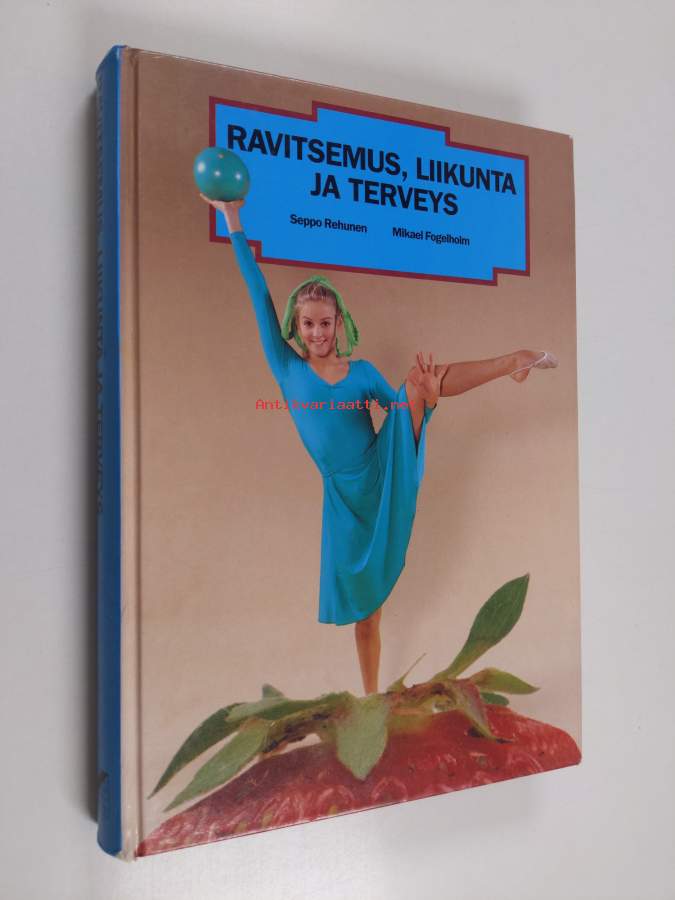 RAVITSEMUS, LIIKUNTA
JA TERVEYS
Seppo Rehunen Mikael Fogelholm
Antikvariaatti.net
RAVITSEMUS, LIIKUNTA JA TERVEYS